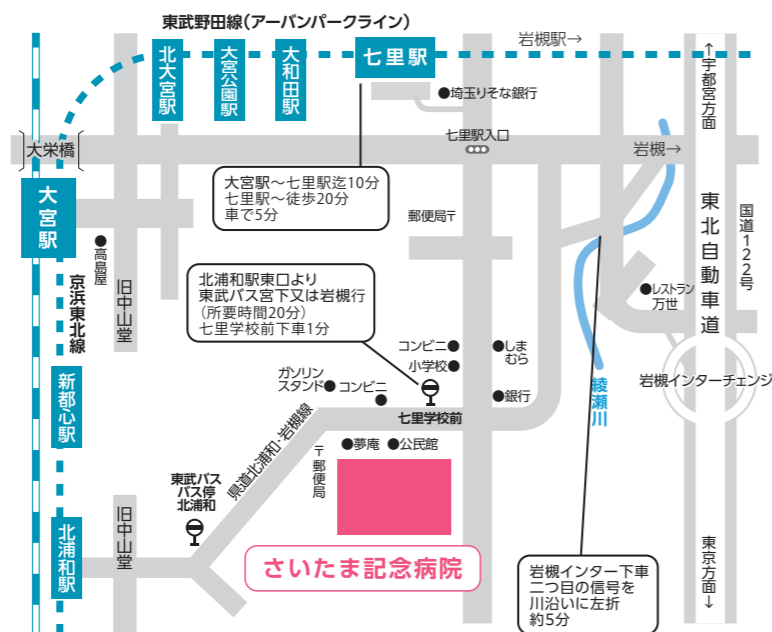 東武野田線(アーバンパークライン)
北大宮駅
大宮公園駅
大和田駅
七里駅
岩槻駅→
←宇都宮方面
●埼玉りそな銀行
大栄橋
七里駅入口
岩槻→
大宮駅〜七里駅迄10分
七里駅〜徒歩20分
車で5分
大宮駅
郵便局〒
東北自動車道
国道122号
●高島屋
旧中山堂
京浜東北線
北浦和駅東口より
東武バス宮下又は岩槻行
(所要時間20分)
七里学校前下車1分
●レストラン
万世
コンビニ●
小学校●
●しま
むら
ガソリン
スタンド●
コンビニ
●
●銀行
岩槻インターチェンジ
新都心駅
七里学校前
綾瀬川
県道北浦和・岩槻線
●夢庵
●公民館
〒郵便局
東武バス
バス停
北浦和
旧中山堂
北浦和駅
さいたま記念病院
岩槻インター下車
二つ目の信号を
川沿いに左折
約5分
東京方面→